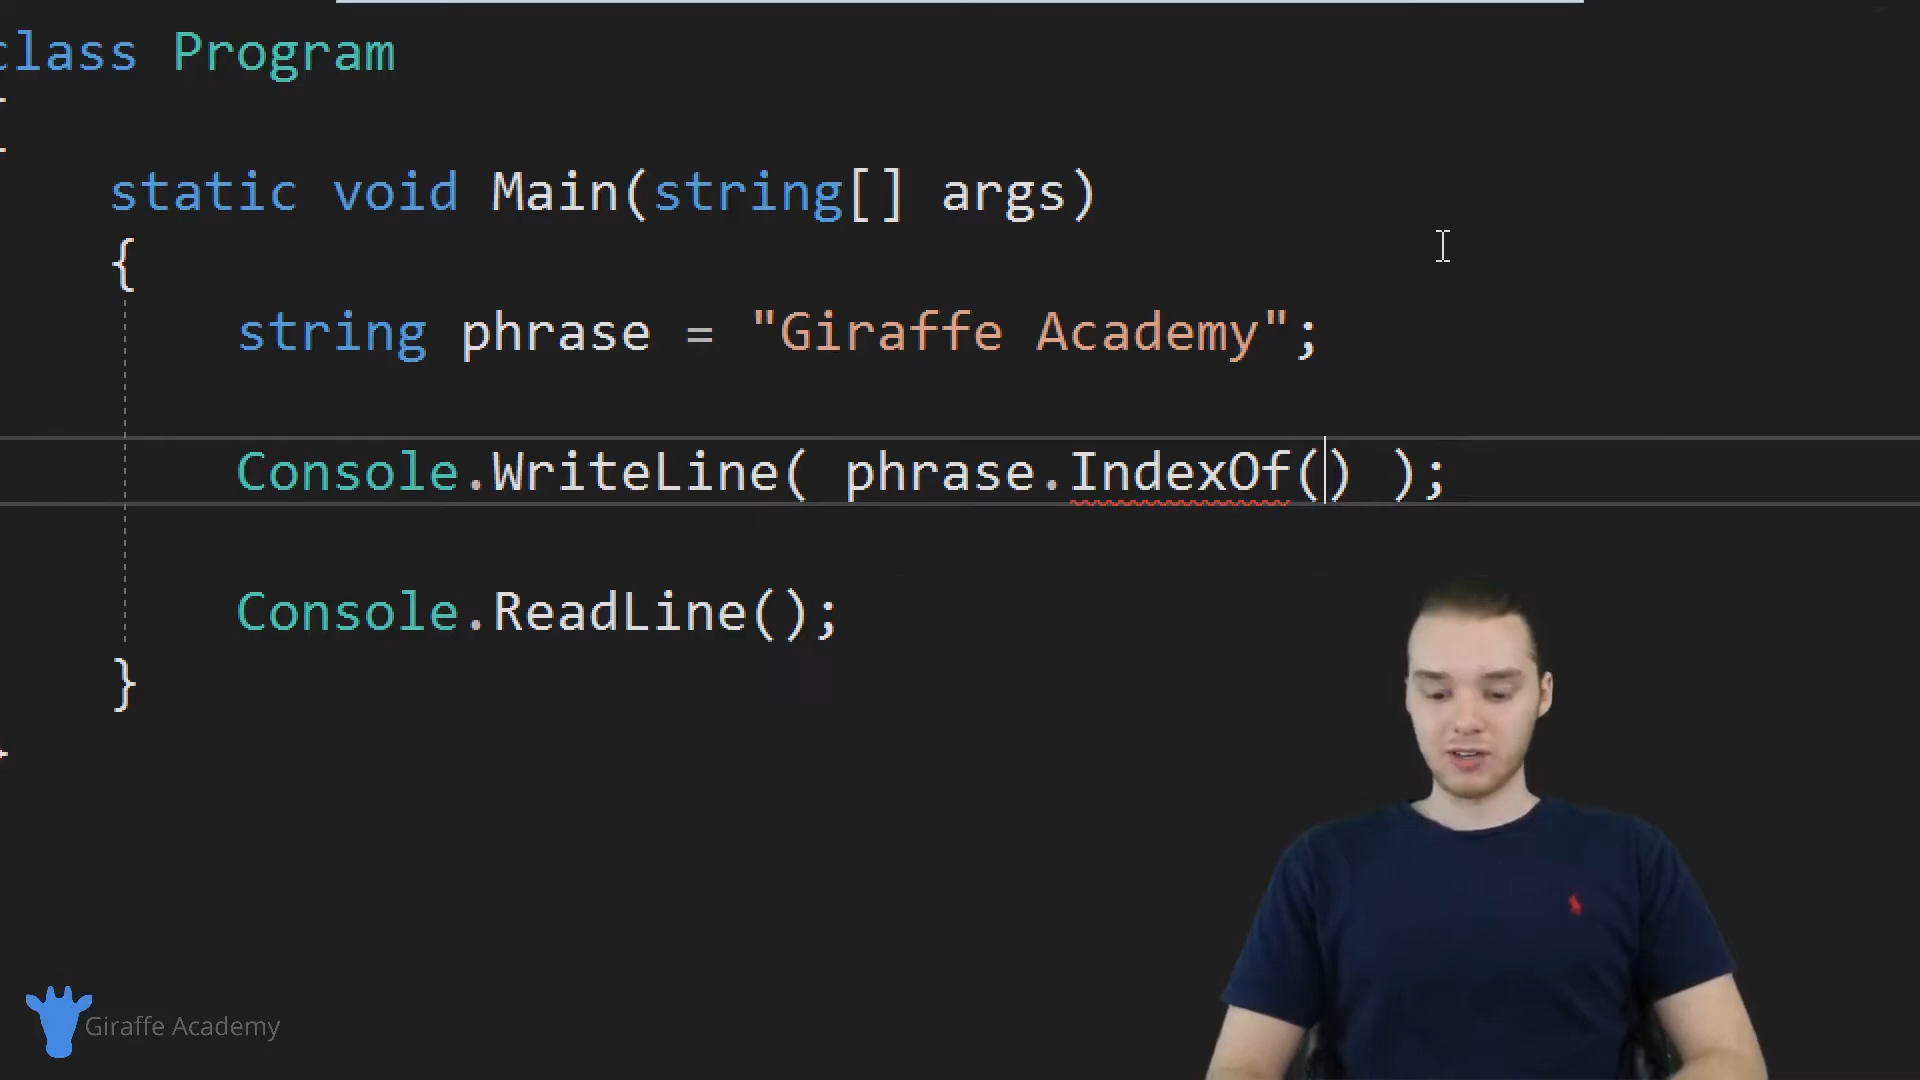 class Program
{
static void Main(string[] args)
{
string phrase = "Giraffe Academy";
Console.WriteLine( phrase.IndexOf() );
Console.ReadLine();
}
}
Giraffe Academy